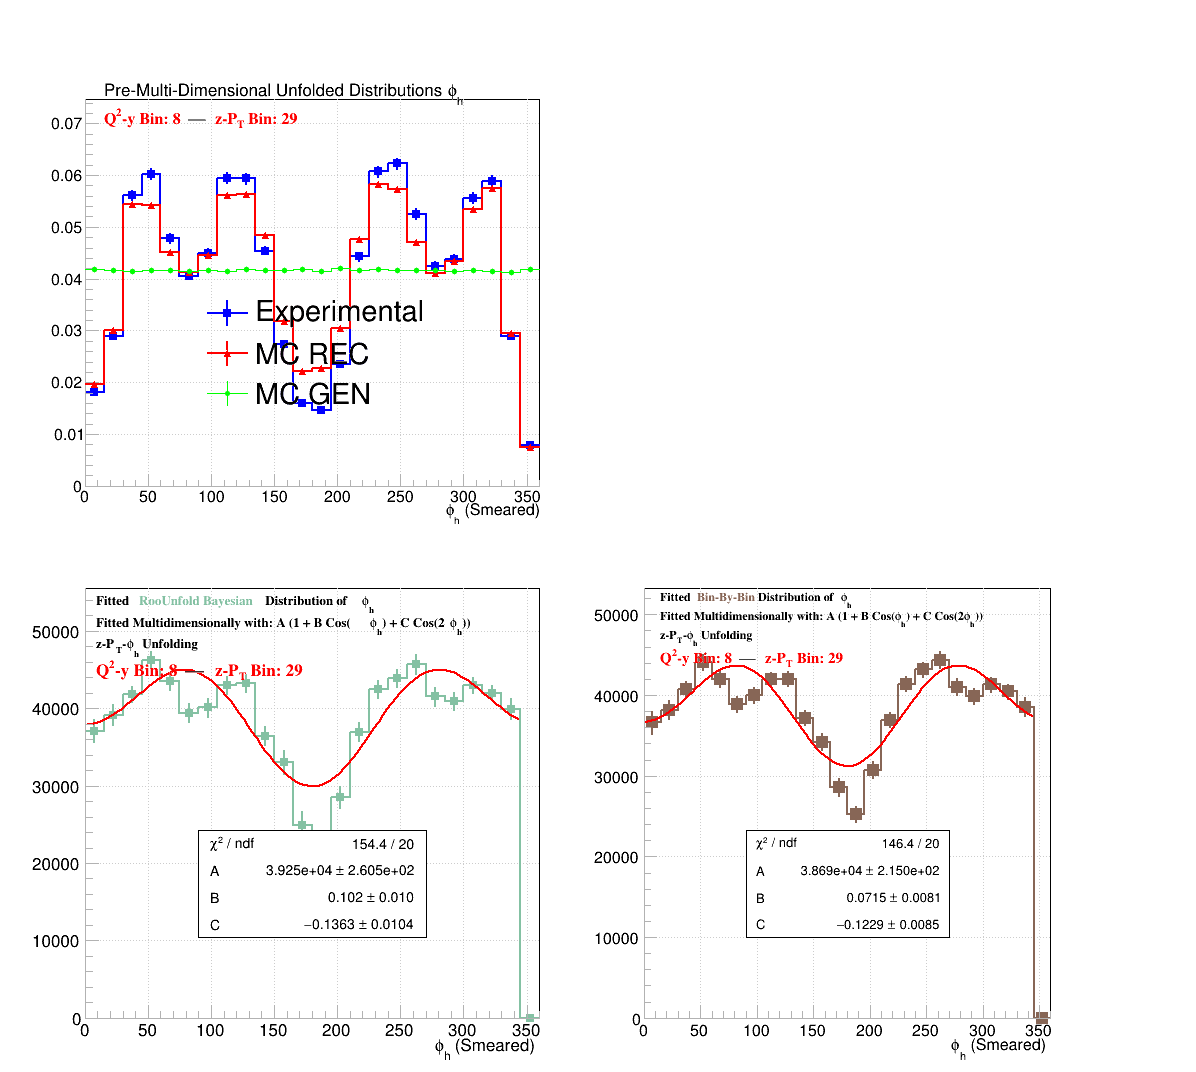 Pre-Multi-Dimensional Unfolded Distributions ϕh
Q²-y Bin: 8 — z-PT Bin: 29
0.07
0.06
0.05
0.04
0.03
0.02
0.01
0
Experimental
MC REC
MC GEN
0 50 100 150 200 250 300 350
ϕh (Smeared)
Fitted RooUnfold Bayesian Distribution of ϕh
Fitted Multidimensionally with: A (1 + B Cos( ϕh) + C Cos(2 ϕh))
z-PT-ϕh Unfolding
Q²-y Bin: 8 — z-PT Bin: 29
50000
40000
30000
20000
10000
0
χ² / ndf 154.4 / 20
A 3.925e+04 ± 2.605e+02
B 0.102 ± 0.010
C −0.1363 ± 0.0104
0 50 100 150 200 250 300 350
ϕh (Smeared)
Fitted Bin-By-Bin Distribution of ϕh
Fitted Multidimensionally with: A (1 + B Cos(ϕh) + C Cos(2ϕh))
z-PT-ϕh Unfolding
Q²-y Bin: 8 — z-PT Bin: 29
50000
40000
30000
20000
10000
0
χ² / ndf 146.4 / 20
A 3.869e+04 ± 2.150e+02
B 0.0715 ± 0.0081
C −0.1229 ± 0.0085
0 50 100 150 200 250 300 350
ϕh (Smeared)